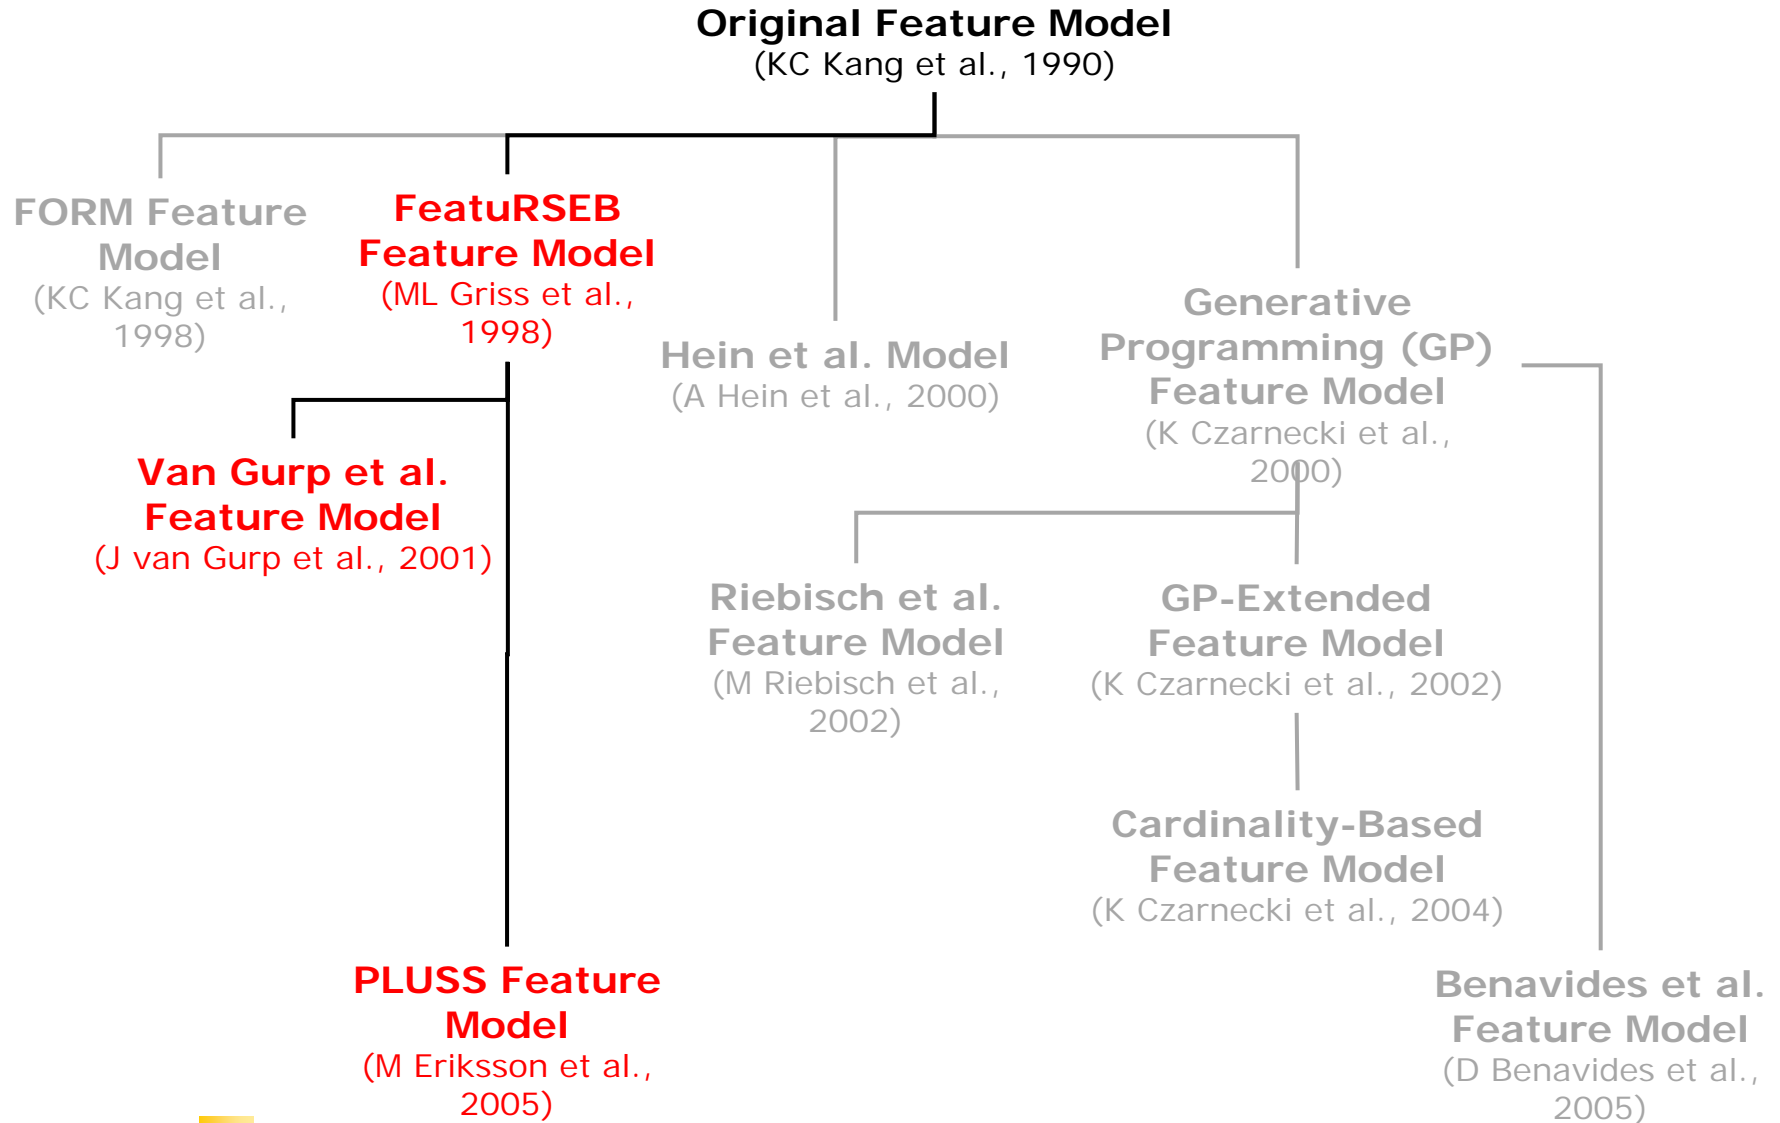 Original Feature Model
(KC Kang et al., 1990)
FORM Feature
Model
(KC Kang et al.,
1998)
FeatuRSEB
Feature Model
(ML Griss et al.,
1998)
Hein et al. Model
(A Hein et al., 2000)
Generative
Programming (GP)
Feature Model
(K Czarnecki et al.,
2000)
Van Gurp et al.
Feature Model
(J van Gurp et al., 2001)
Riebisch et al.
Feature Model
(M Riebisch et al.,
2002)
GP-Extended
Feature Model
(K Czarnecki et al., 2002)
Cardinality-Based
Feature Model
(K Czarnecki et al., 2004)
PLUSS Feature
Model
(M Eriksson et al.,
2005)
Benavides et al.
Feature Model
(D Benavides et al.,
2005)